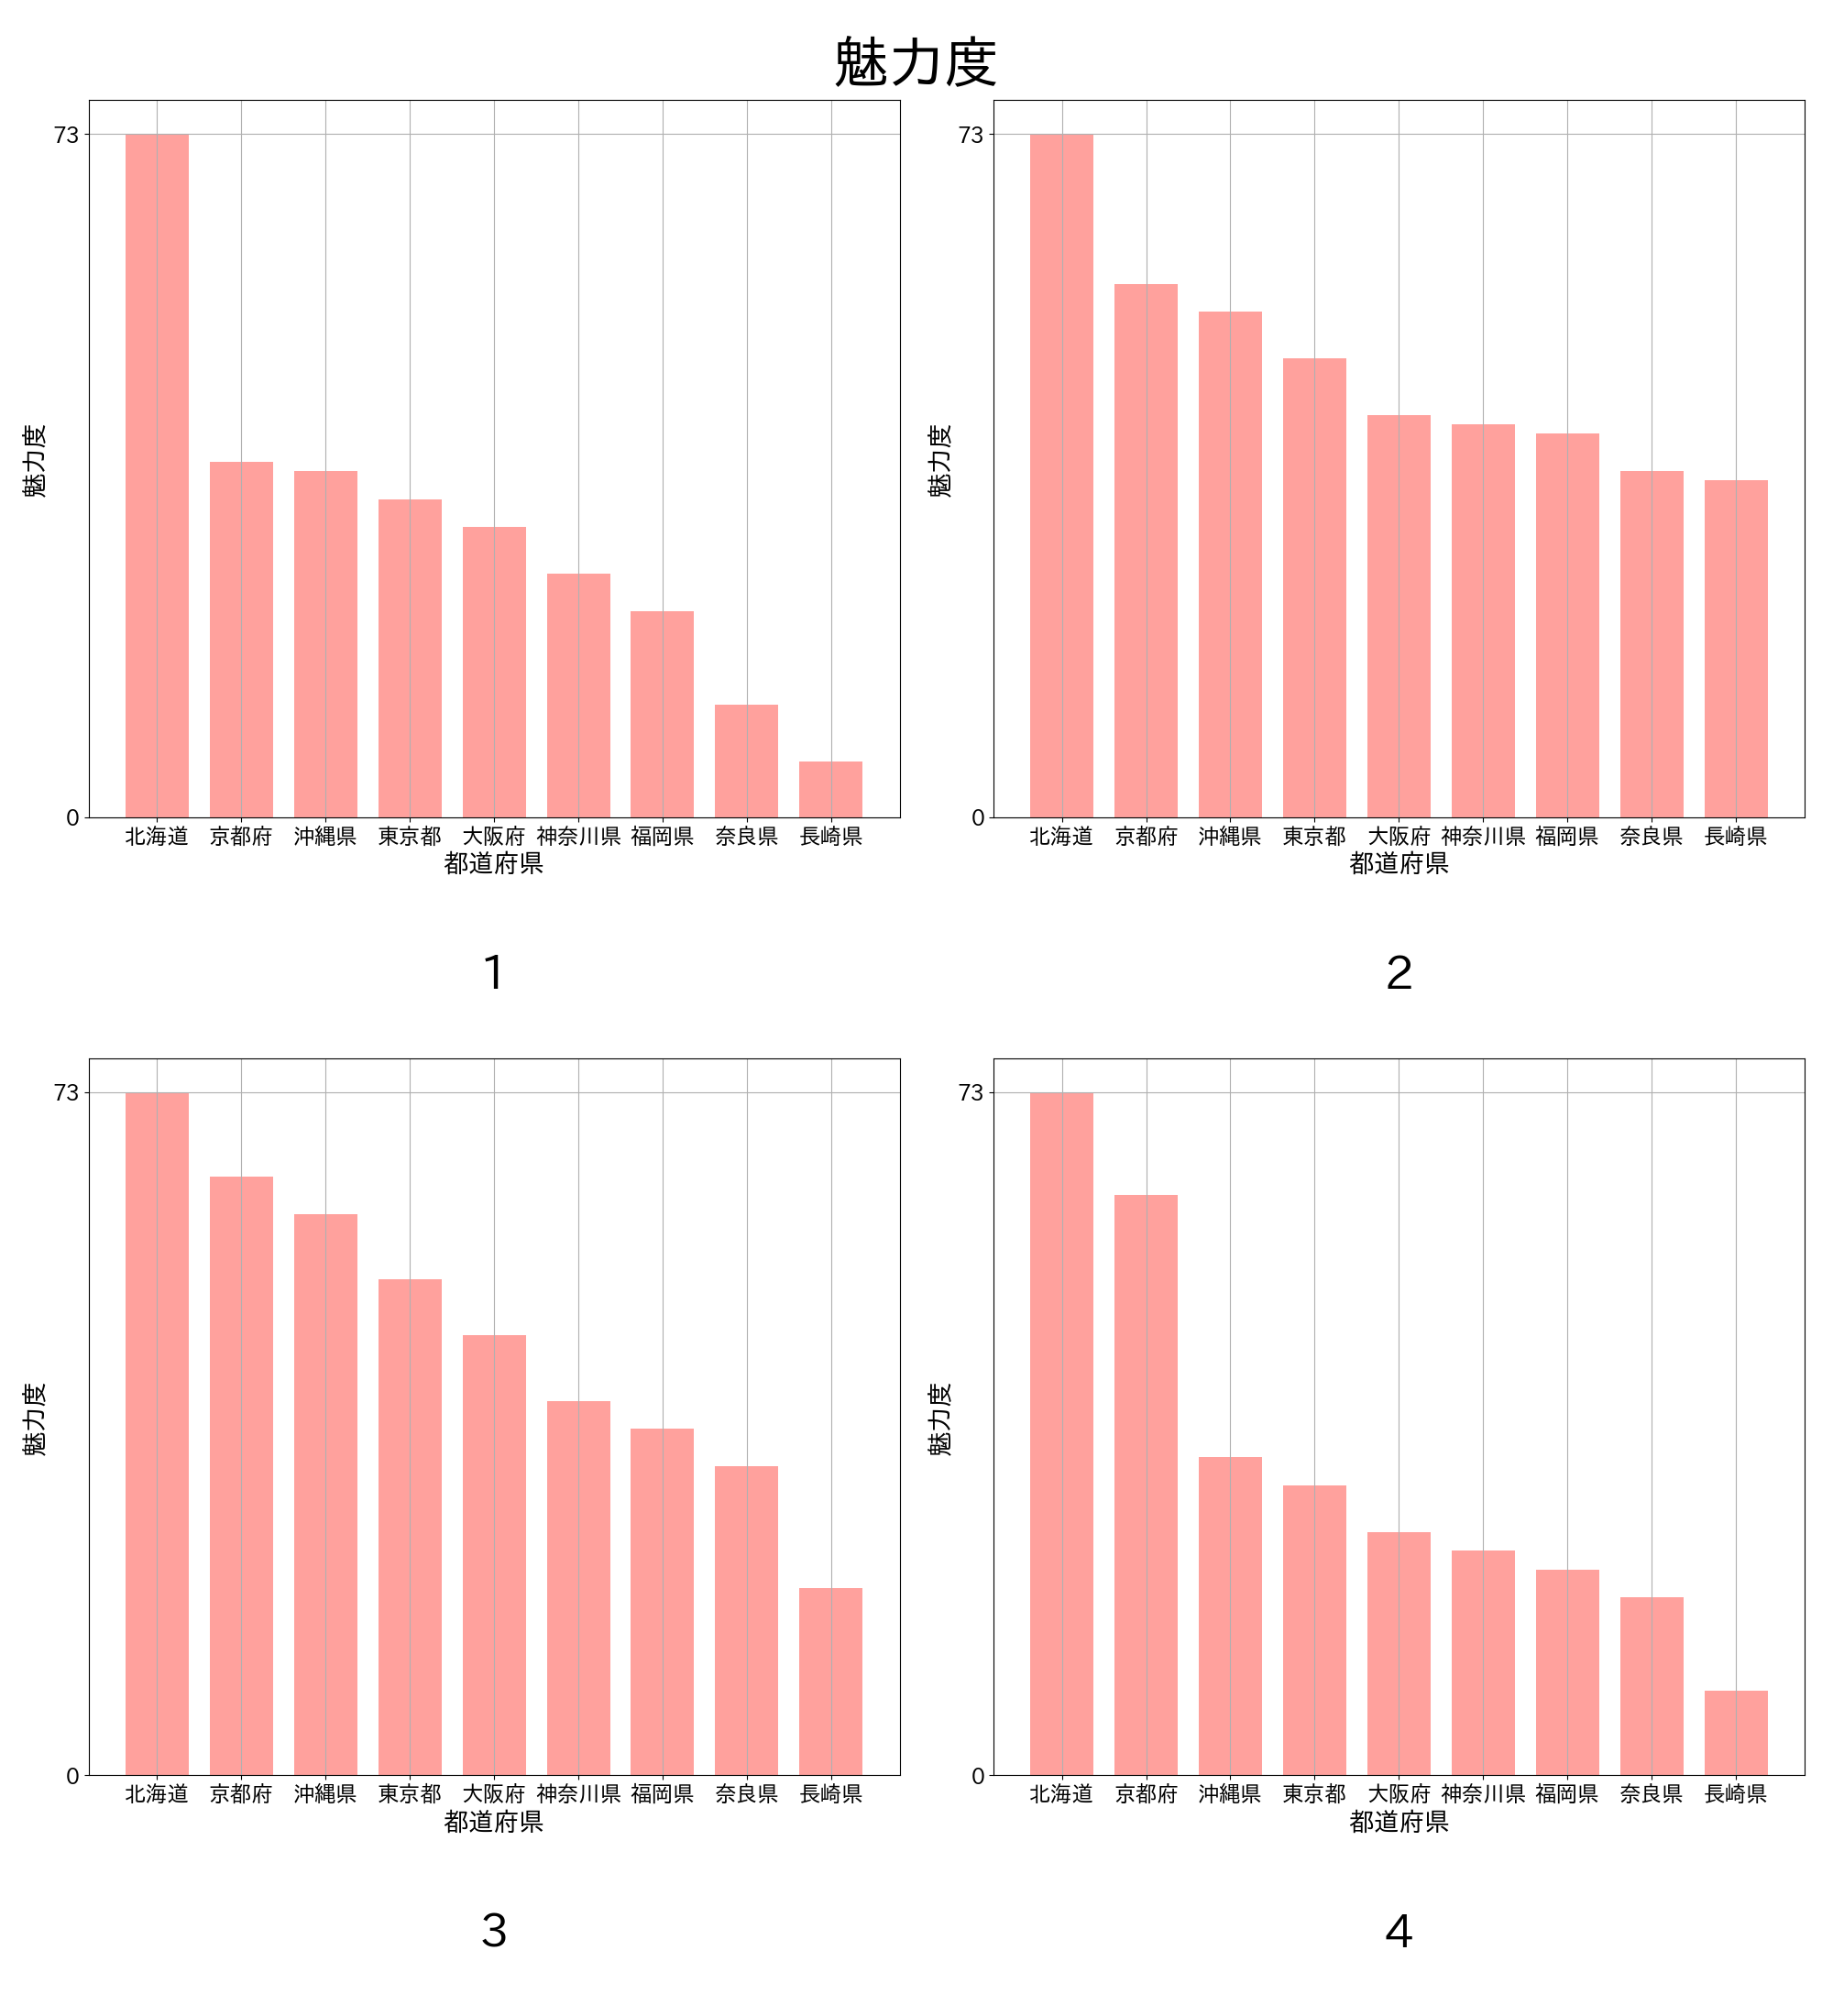 魅力度
73
0
魅力度
北海道 京都府 沖縄県 東京都 大阪府 神奈川県 福岡県 奈良県 長崎県
都道府県
1
73
0
魅力度
北海道 京都府 沖縄県 東京都 大阪府 神奈川県 福岡県 奈良県 長崎県
都道府県
2
73
0
魅力度
北海道 京都府 沖縄県 東京都 大阪府 神奈川県 福岡県 奈良県 長崎県
都道府県
3
73
0
魅力度
北海道 京都府 沖縄県 東京都 大阪府 神奈川県 福岡県 奈良県 長崎県
都道府県
4